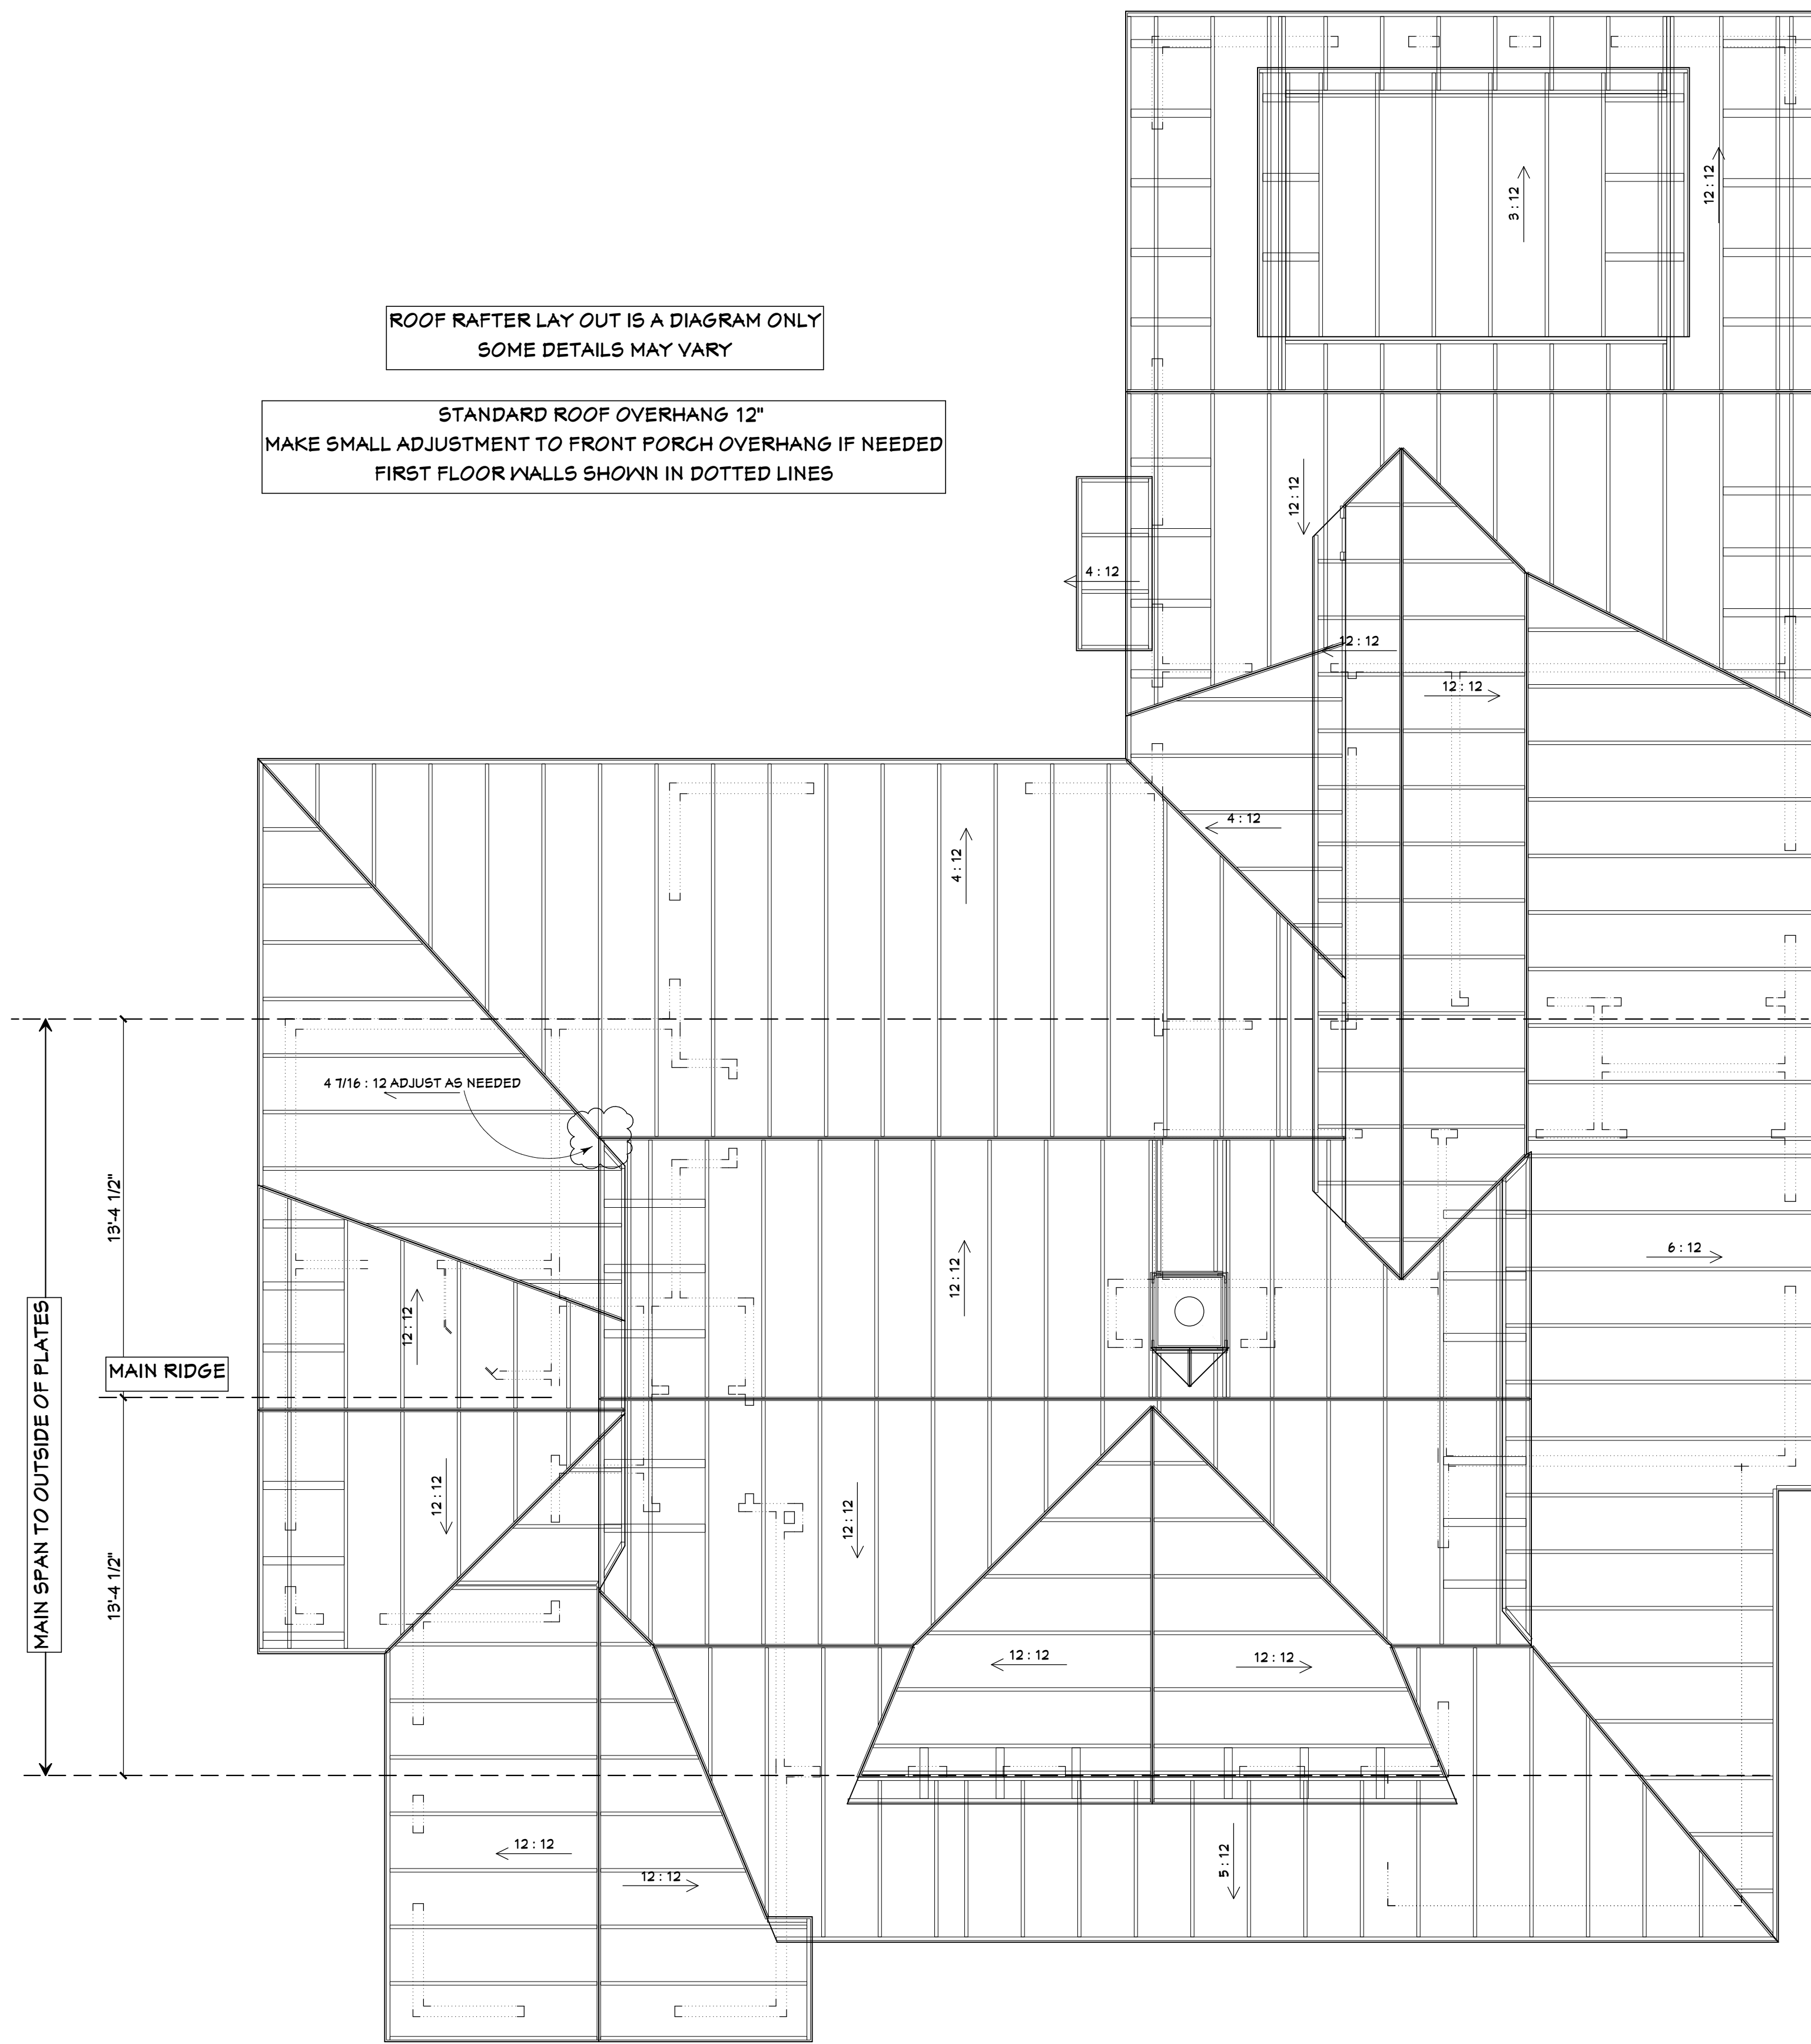 ROOF RAFTER LAY OUT IS A DIAGRAM ONLY
SOME DETAILS MAY VARY
STANDARD ROOF OVERHANG 12"
MAKE SMALL ADJUSTMENT TO FRONT PORCH OVERHANG IF NEEDED
FIRST FLOOR WALLS SHOWN IN DOTTED LINES
3 : 12
12 : 12
12 : 12
4 : 12
12 : 12
12 : 12
4 : 12
4 : 12
4 7/16 : 12 ADJUST AS NEEDED
13'-4 1/2"
6 : 12
12 : 12
12 : 12
MAIN SPAN TO OUTSIDE OF PLATES
MAIN RIDGE
12 : 12
12 : 12
13'-4 1/2"
12 : 12
12 : 12
12 : 12
12 : 12
5 : 12